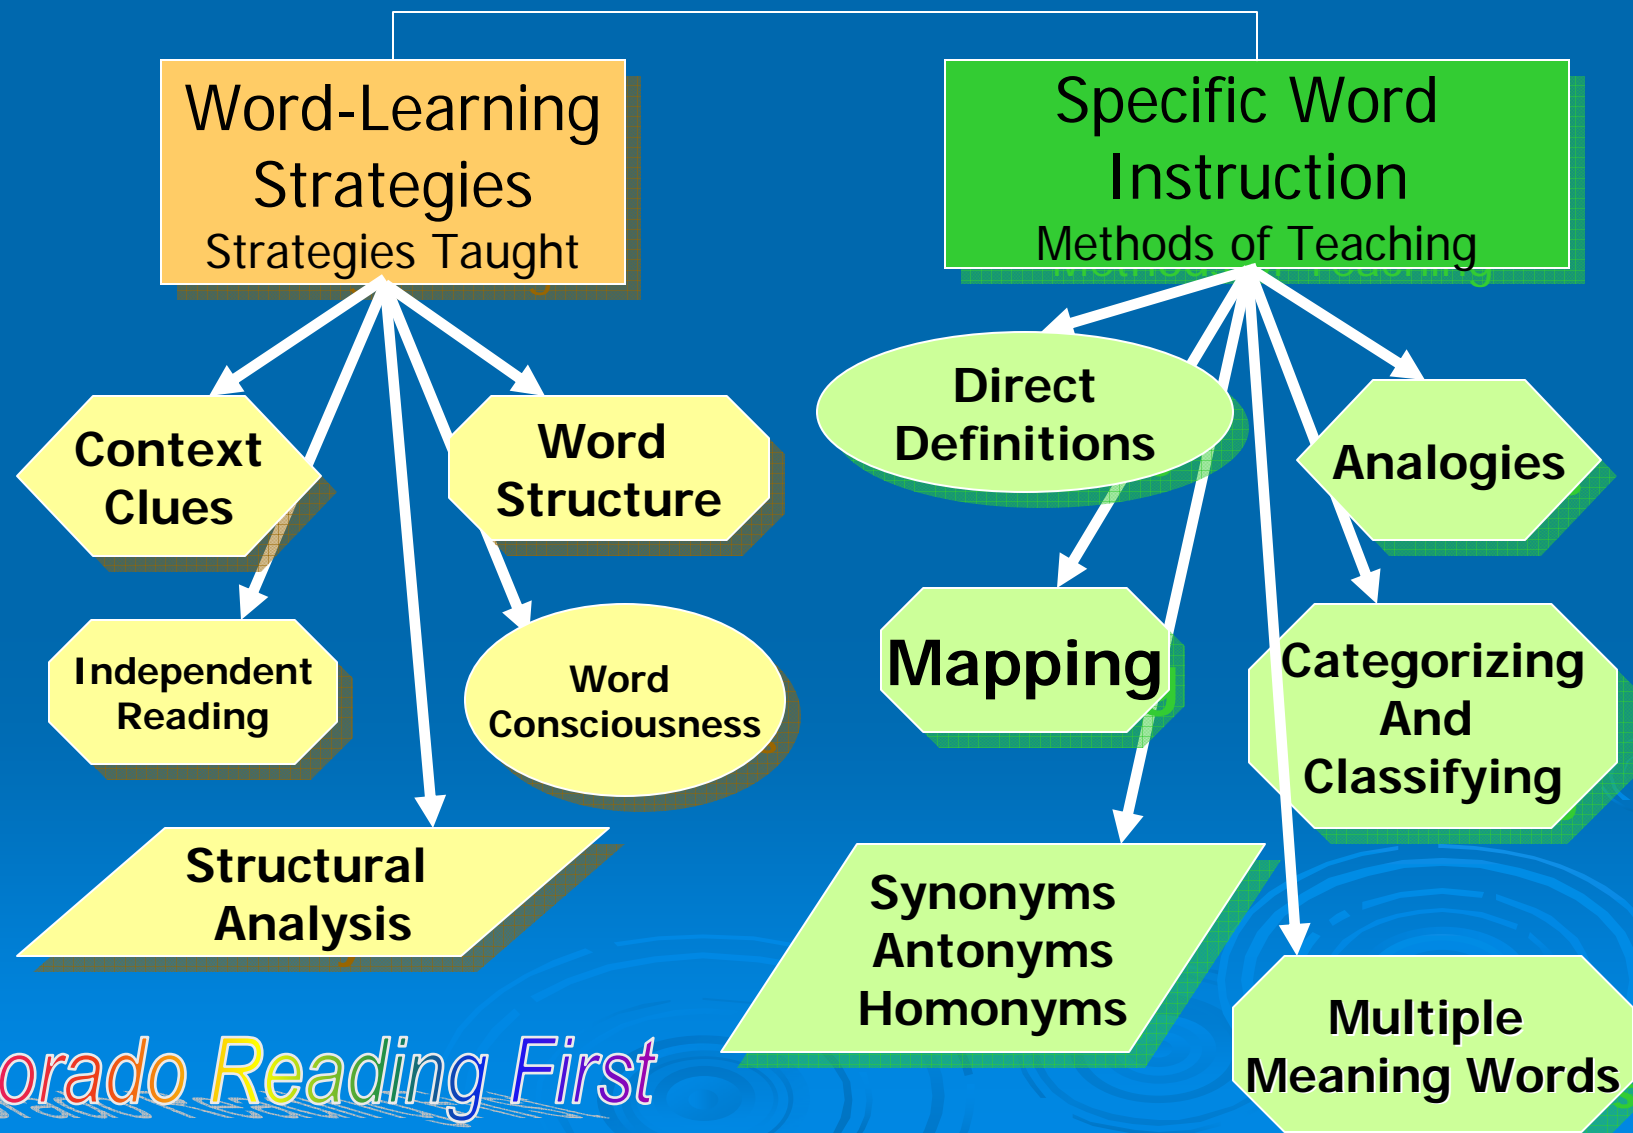 Word-Learning
Strategies
Strategies Taught
Specific Word
Instruction
Methods of Teaching
Context
Clues
Word
Structure
Independent
Reading
Word
Consciousness
Structural
Analysis
Direct
Definitions
Analogies
Mapping
Categorizing
And
Classifying
Synonyms
Antonyms
Homonyms
Multiple
Meaning Words
orado Reading First